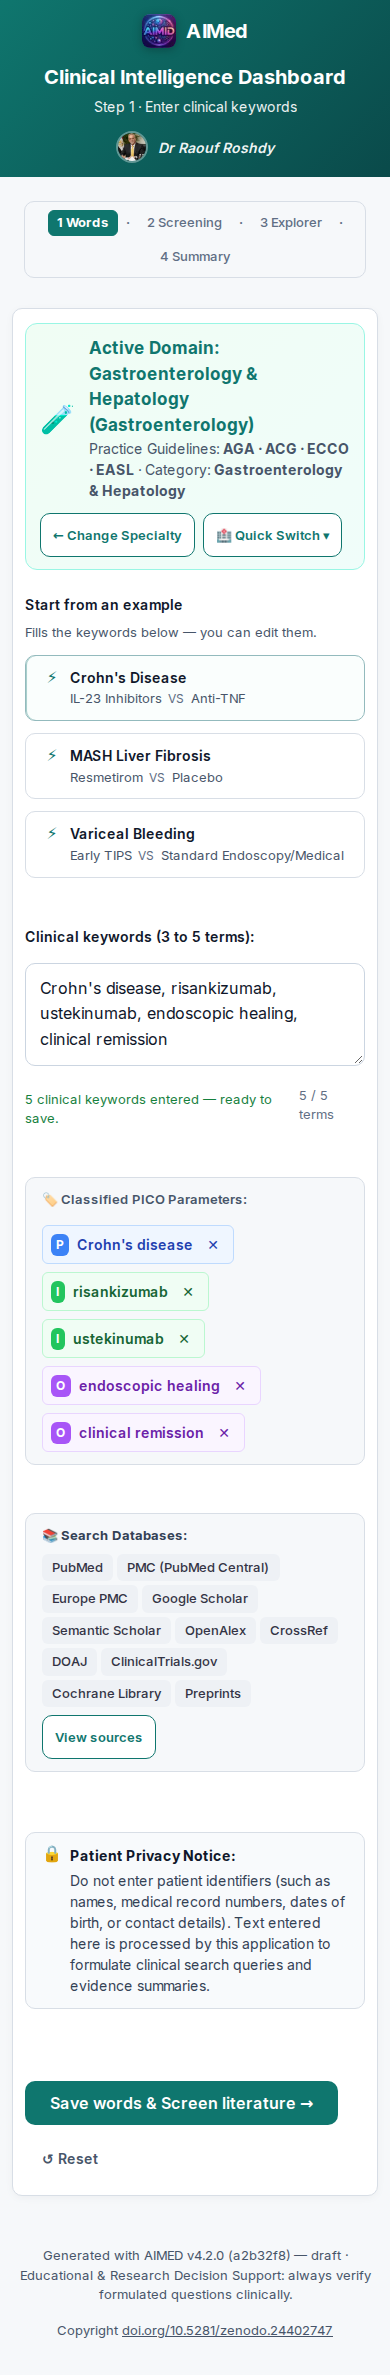 AIMED
AIMed
Clinical Intelligence Dashboard
Step 1 · Enter clinical keywords
Dr Raouf Roshdy
1 Words · 2 Screening · 3 Explorer ·
4 Summary
Active Domain:
Gastroenterology &
Hepatology
(Gastroenterology)
Practice Guidelines: AGA · ACG · ECCO
· EASL · Category: Gastroenterology
& Hepatology
← Change Specialty
🏥 Quick Switch ▾
Start from an example
Fills the keywords below — you can edit them.
⚡ Crohn's Disease
IL-23 Inhibitors VS Anti-TNF
⚡ MASH Liver Fibrosis
Resmetirom VS Placebo
⚡ Variceal Bleeding
Early TIPS VS Standard Endoscopy/Medical
Clinical keywords (3 to 5 terms):
Crohn's disease, risankizumab,
ustekinumab, endoscopic healing,
clinical remission
5 clinical keywords entered — ready to
save.
5 / 5
terms
🏷️ Classified PICO Parameters:
P Crohn's disease ✕
I risankizumab ✕
I ustekinumab ✕
O endoscopic healing ✕
O clinical remission ✕
📚 Search Databases:
PubMed PMC (PubMed Central)
Europe PMC Google Scholar
Semantic Scholar OpenAlex CrossRef
DOAJ ClinicalTrials.gov
Cochrane Library Preprints
View sources
🔒 Patient Privacy Notice:
Do not enter patient identifiers (such as
names, medical record numbers, dates of
birth, or contact details). Text entered
here is processed by this application to
formulate clinical search queries and
evidence summaries.
Save words & Screen literature →
↺ Reset
Generated with AIMED v4.2.0 (a2b32f8) — draft ·
Educational & Research Decision Support: always verify
formulated questions clinically.
Copyright doi.org/10.5281/zenodo.24402747